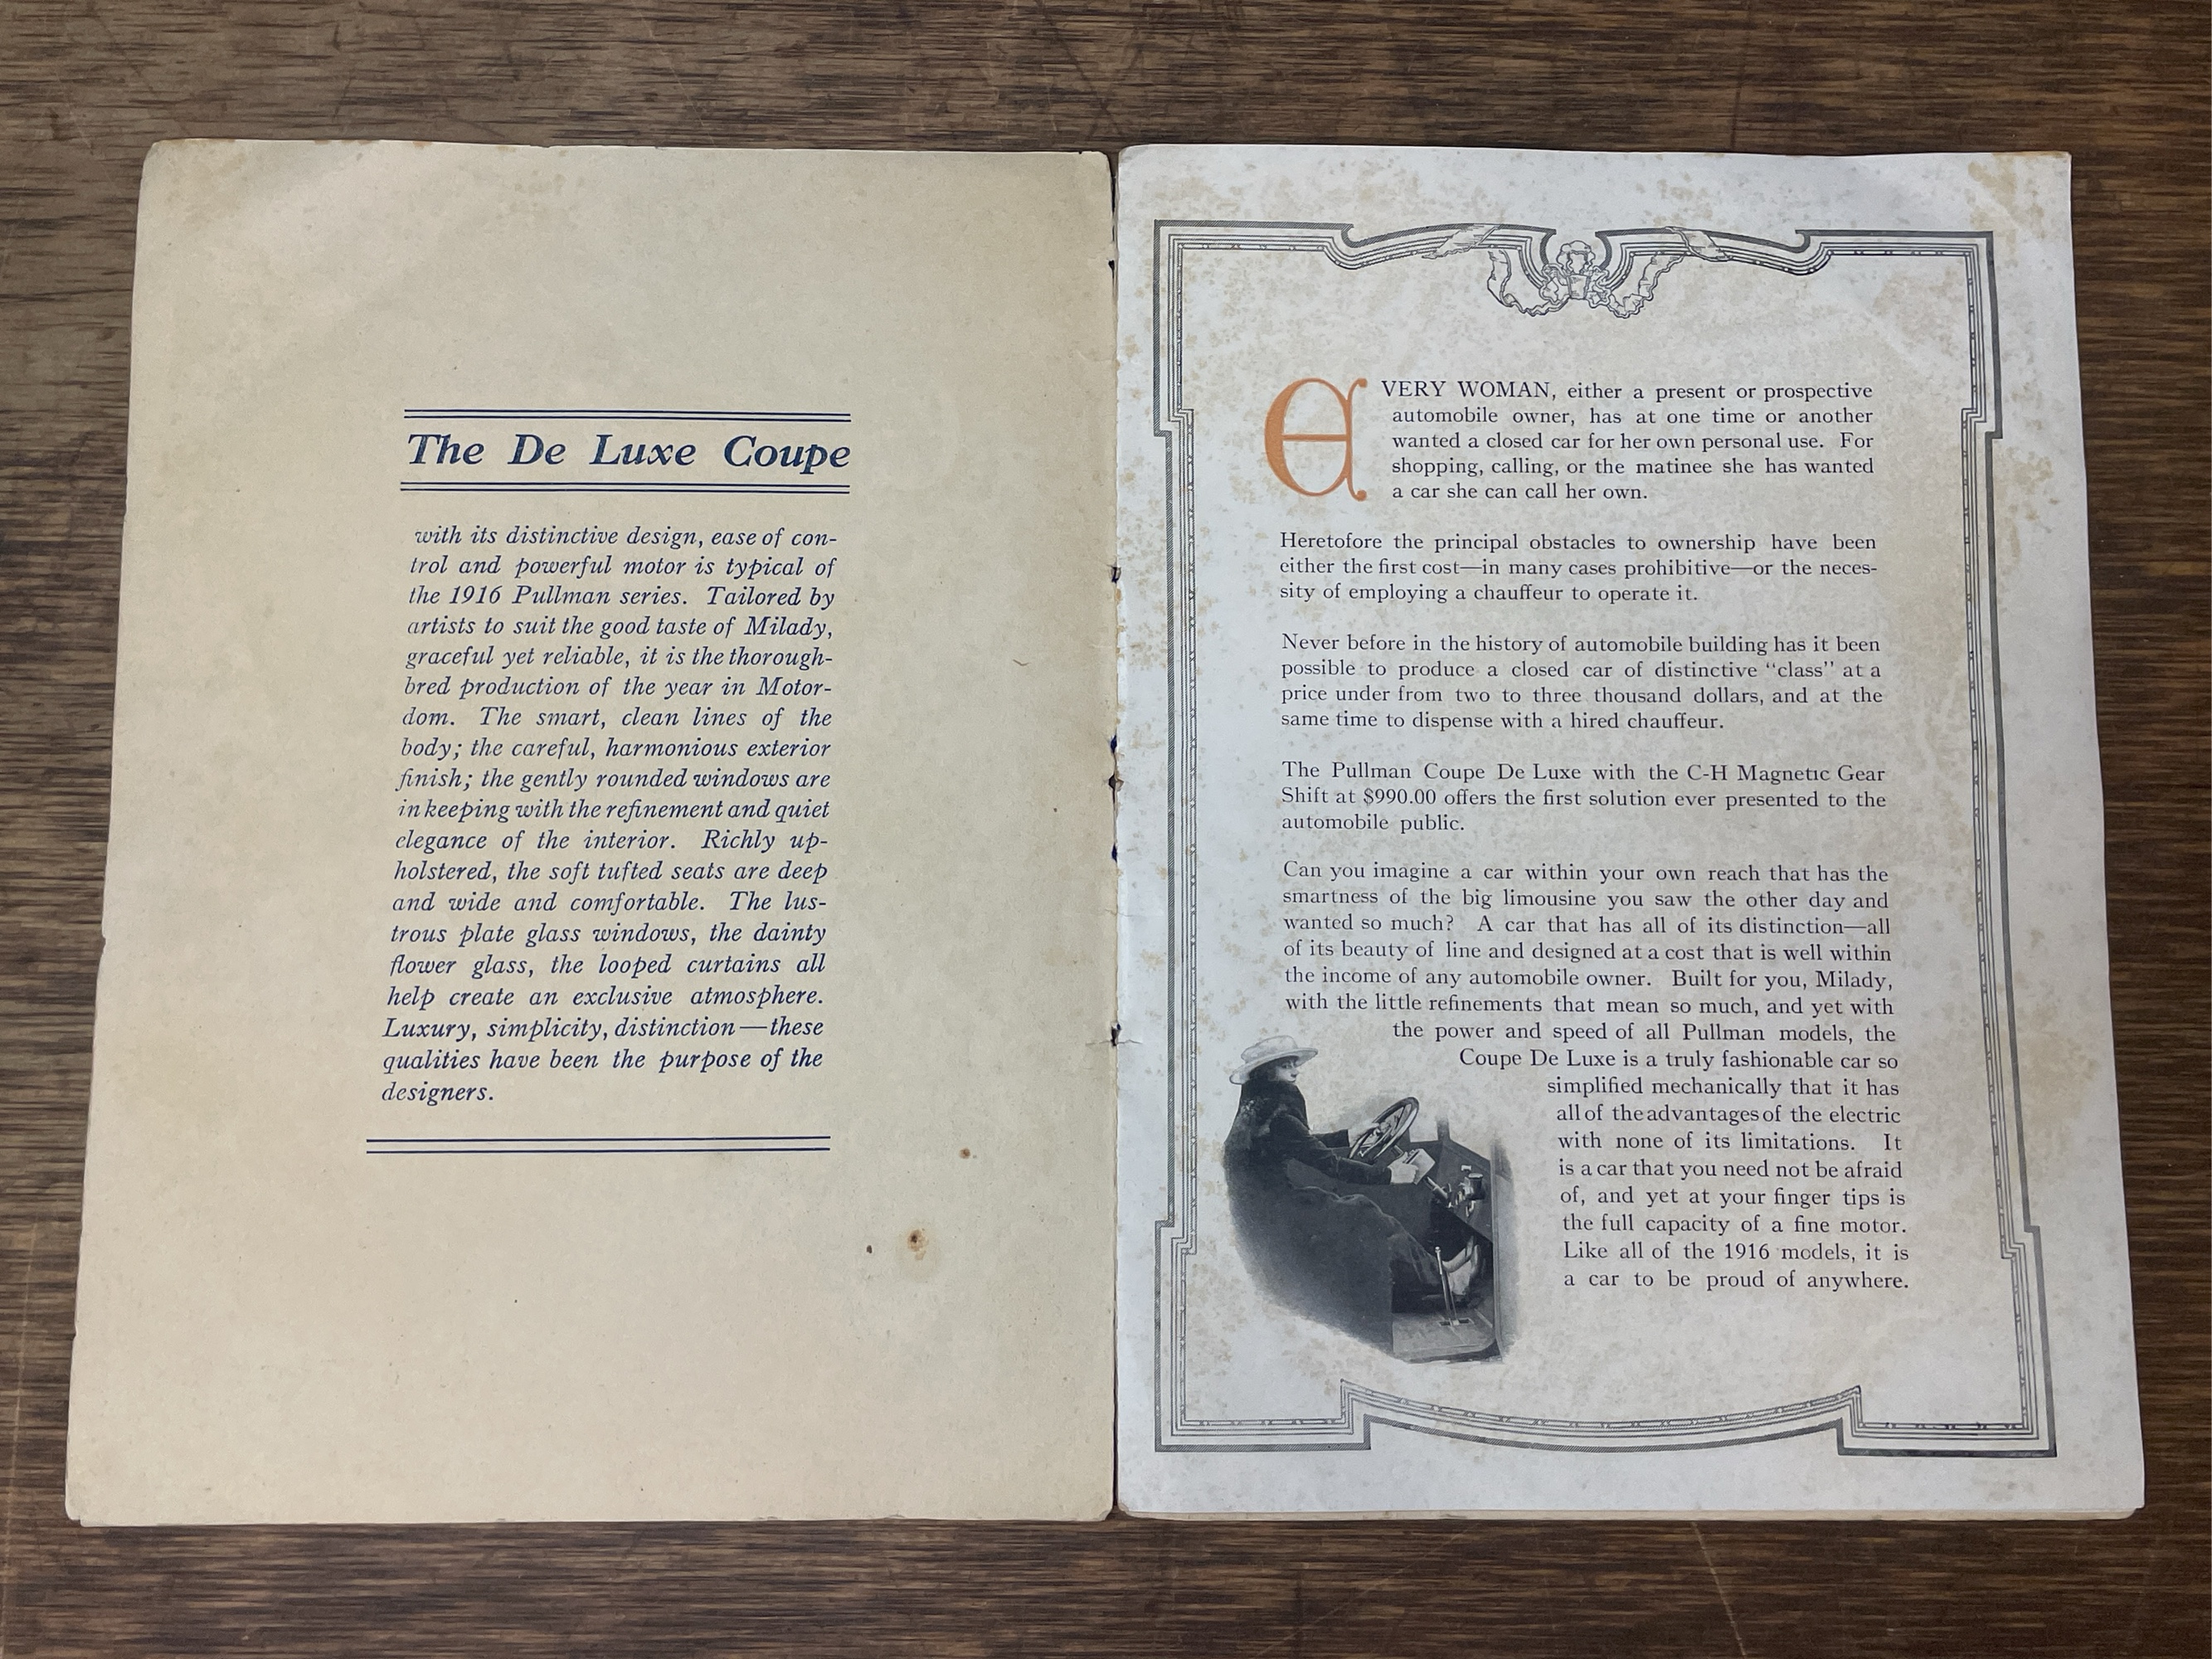 The De Luxe Coupe
with its distinctive design, ease of con-
trol and powerful motor is typical of
the 1916 Pullman series. Tailored by
artists to suit the good taste of Milady,
graceful yet reliable, it is the thorough-
bred production of the year in Motor-
dom. The smart, clean lines of the
body; the careful, harmonious exterior
finish; the gently rounded windows are
in keeping with the refinement and quiet
elegance of the interior. Richly up-
holstered, the soft tufted seats are deep
and wide and comfortable. The lus-
trous plate glass windows, the dainty
flower glass, the looped curtains all
help create an exclusive atmosphere.
Luxury, simplicity, distinction—these
qualities have been the purpose of the
designers.
EVERY WOMAN, either a present or prospective
automobile owner, has at one time or another
wanted a closed car for her own personal use. For
shopping, calling, or the matinee she has wanted
a car she can call her own.
Heretofore the principal obstacles to ownership have been
either the first cost—in many cases prohibitive—or the neces-
sity of employing a chauffeur to operate it.
Never before in the history of automobile building has it been
possible to produce a closed car of distinctive "class" at a
price under from two to three thousand dollars, and at the
same time to dispense with a hired chauffeur.
The Pullman Coupe De Luxe with the C-H Magnetic Gear
Shift at $990.00 offers the first solution ever presented to the
automobile public.
Can you imagine a car within your own reach that has the
smartness of the big limousine you saw the other day and
wanted so much? A car that has all of its distinction—all
of its beauty of line and designed at a cost that is well within
the income of any automobile owner. Built for you, Milady,
with the little refinements that mean so much, and yet with
the power and speed of all Pullman models, the
Coupe De Luxe is a truly fashionable car so
simplified mechanically that it has
all of the advantages of the electric
with none of its limitations. It
is a car that you need not be afraid
of, and yet at your finger tips is
the full capacity of a fine motor.
Like all of the 1916 models, it is
a car to be proud of anywhere.